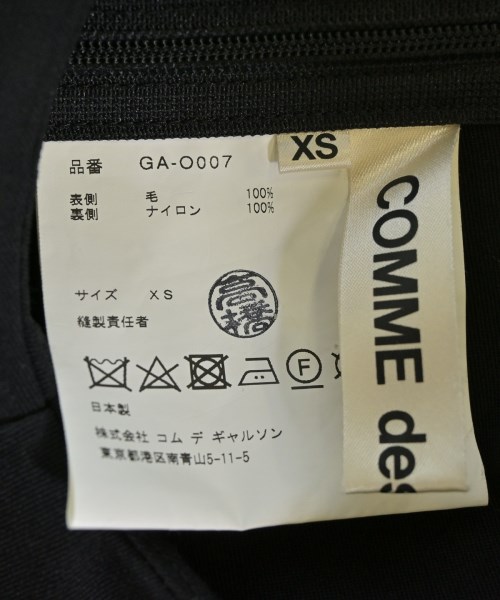 XS
品番 GA-O007
表側 毛 100%
裏側 ナイロン 100%
サイズ XS
縫製責任者
高橋
F
日本製
株式会社 コム デ ギャルソン
東京都港区南青山5-11-5
COMME des